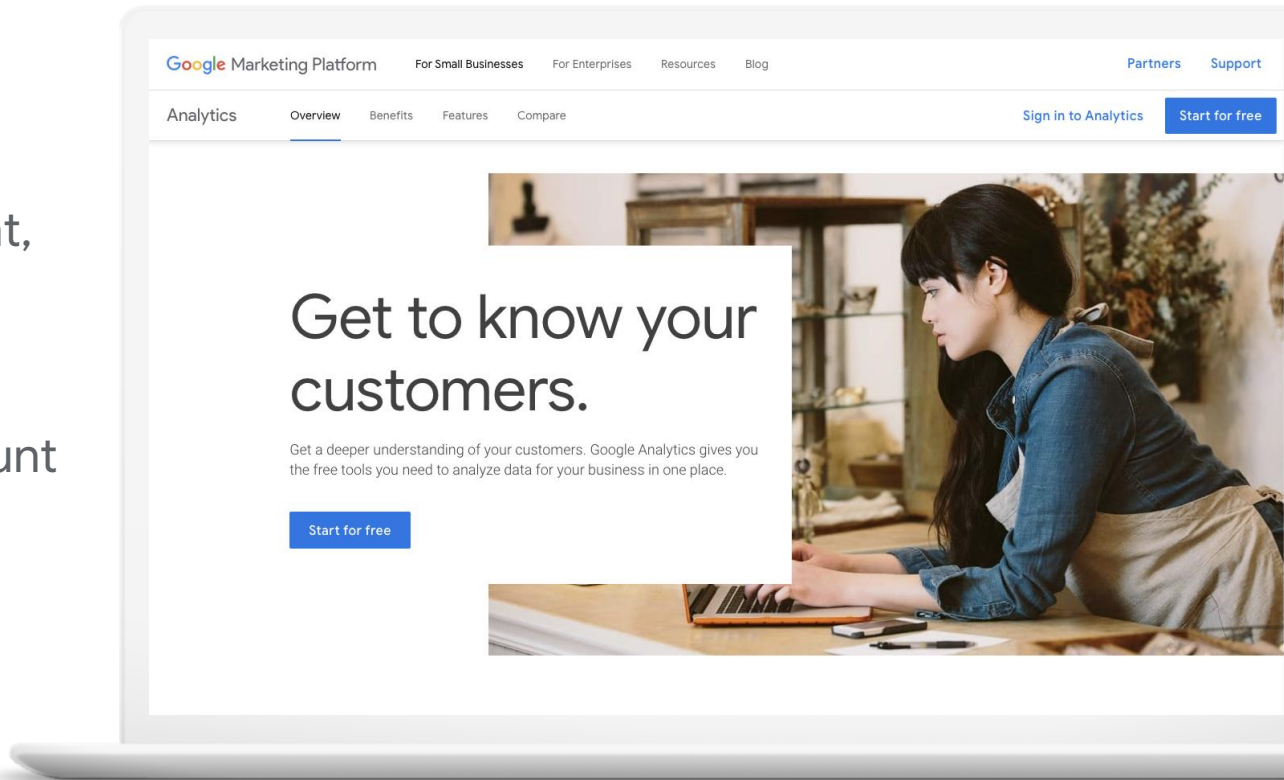 Google Marketing Platform For Small Businesses For Enterprises Resources Blog Partners Support
Analytics Overview Benefits Features Compare Sign in to Analytics Start for free
Get to know your
customers.
Get a deeper understanding of your customers. Google Analytics gives you
the free tools you need to analyze data for your business in one place.
Start for free